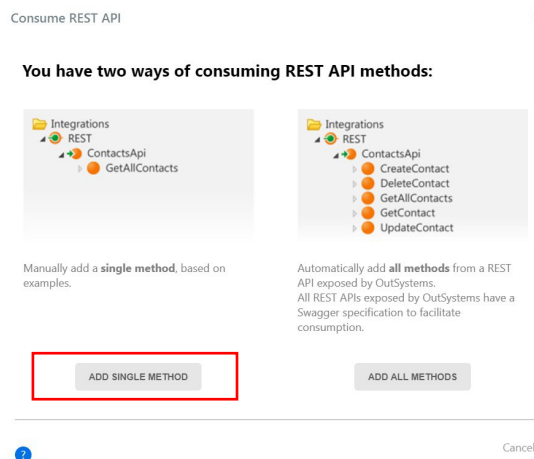 Consume REST API
You have two ways of consuming REST API methods:
Integrations
REST
ContactsApi
GetAllContacts
Manually add a single method, based on
examples.
ADD SINGLE METHOD
Integrations
REST
ContactsApi
CreateContact
DeleteContact
GetAllContacts
GetContact
UpdateContact
Automatically add all methods from a REST
API exposed by OutSystems.
All REST APIs exposed by OutSystems have a
Swagger specification to facilitate
consumption.
ADD ALL METHODS
?
Cancel